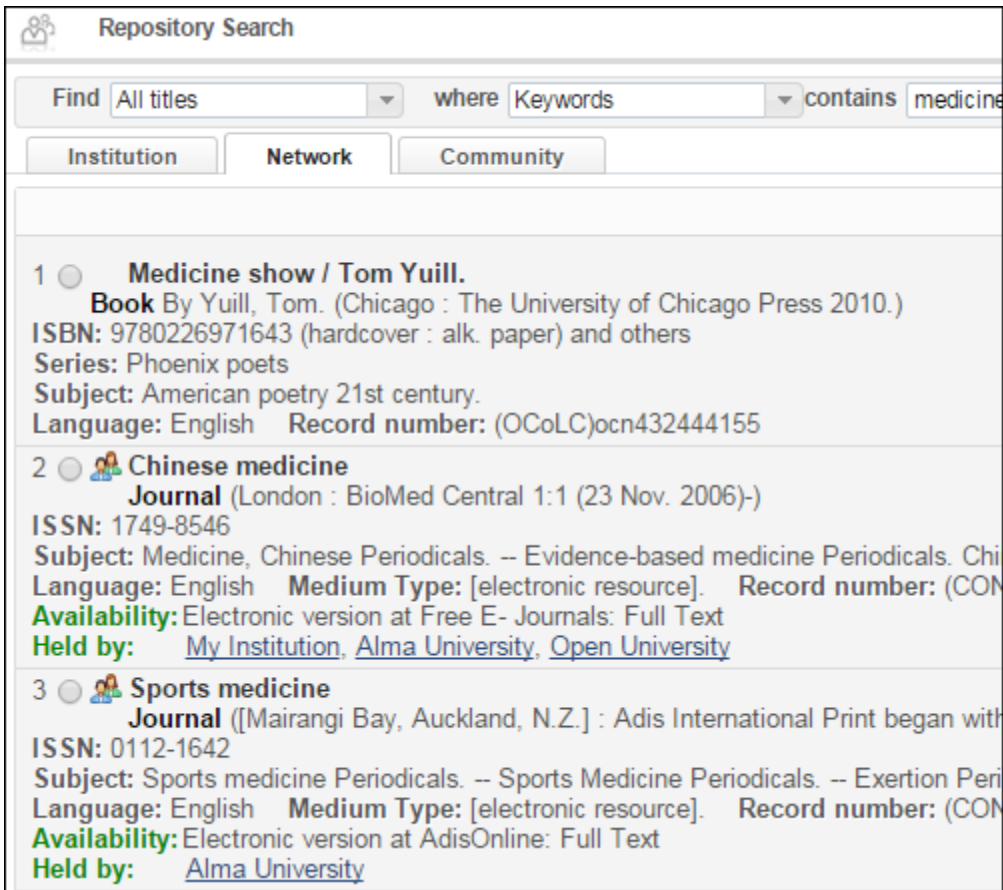 Repository Search
Find All titles where Keywords contains medicine
Institution Network Community
1 Medicine show / Tom Yuill.
Book By Yuill, Tom. (Chicago : The University of Chicago Press 2010.)
ISBN: 9780226971643 (hardcover : alk. paper) and others
Series: Phoenix poets
Subject: American poetry 21st century.
Language: English Record number: (OCoLC)ocn432444155
2 Chinese medicine
Journal (London : BioMed Central 1:1 (23 Nov. 2006)-)
ISSN: 1749-8546
Subject: Medicine, Chinese Periodicals. -- Evidence-based medicine Periodicals. Chi
Language: English Medium Type: [electronic resource]. Record number: (CON
Availability: Electronic version at Free E- Journals: Full Text
Held by: My Institution, Alma University, Open University
3 Sports medicine
Journal ([Mairangi Bay, Auckland, N.Z.] : Adis International Print began with
ISSN: 0112-1642
Subject: Sports medicine Periodicals. -- Sports Medicine Periodicals. -- Exertion Peri
Language: English Medium Type: [electronic resource]. Record number: (CON
Availability: Electronic version at AdisOnline: Full Text
Held by: Alma University